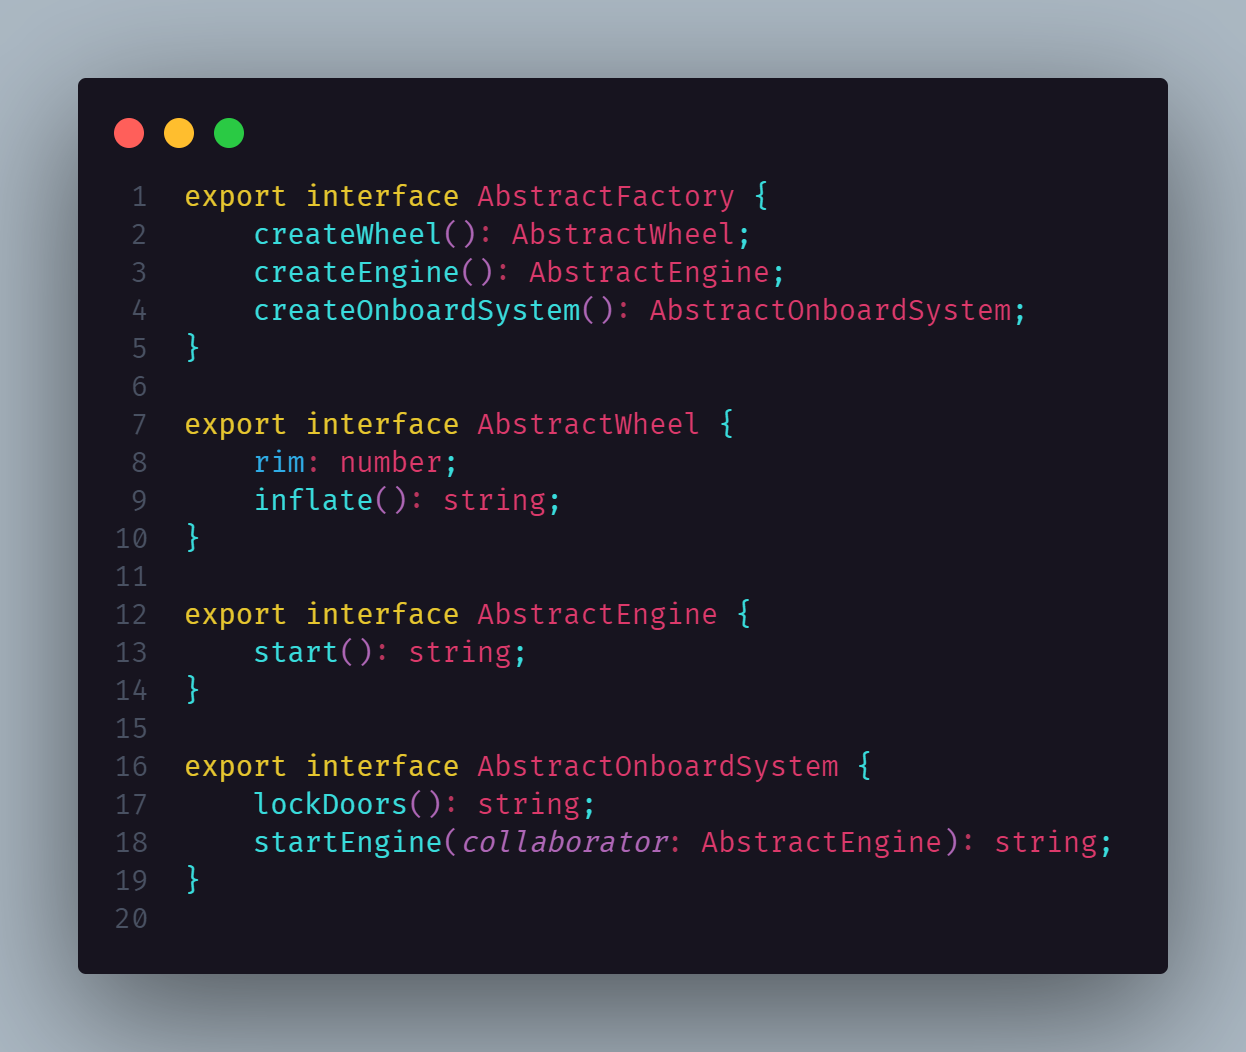 1 export interface AbstractFactory {
2     createWheel(): AbstractWheel;
3     createEngine(): AbstractEngine;
4     createOnboardSystem(): AbstractOnboardSystem;
5 }
6
7 export interface AbstractWheel {
8     rim: number;
9     inflate(): string;
10 }
11
12 export interface AbstractEngine {
13     start(): string;
14 }
15
16 export interface AbstractOnboardSystem {
17     lockDoors(): string;
18     startEngine(collaborator: AbstractEngine): string;
19 }
20